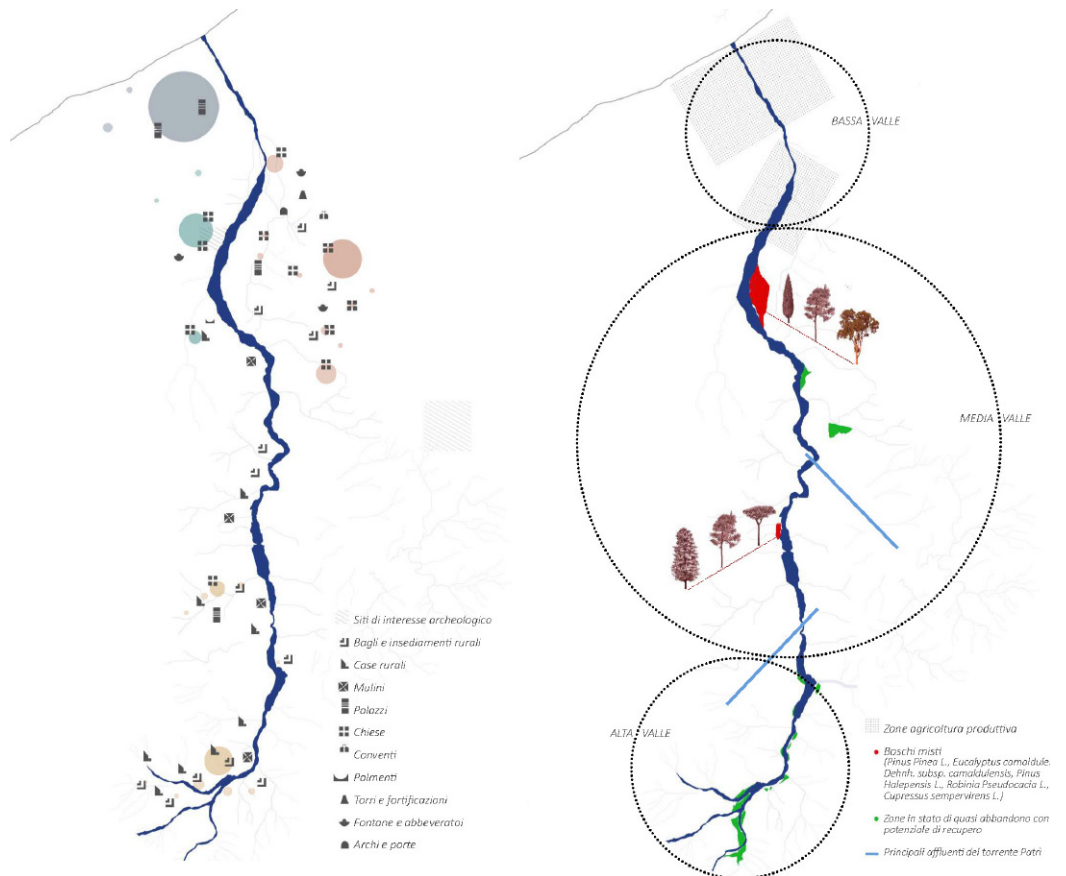 Siti di interesse archeologico
Bagli e insediamenti rurali
Case rurali
Mulini
Palazzi
Chiese
Conventi
Palmenti
Torri e fortificazioni
Fontane e abbeveratoi
Archi e porte
BASSA VALLE
MEDIA VALLE
ALTA VALLE
Zone agricoltura produttiva
Boschi misti
(Pinus Pinea L., Eucalyptus camaldule.
Dehnh. subsp. camaldulensis, Pinus
Halepensis L., Robinia Pseudocacia L.,
Cupressus sempervirens L.)
Zone in stato di quasi abbandono con
potenziale di recupero
Principali affluenti del torrente Patrì